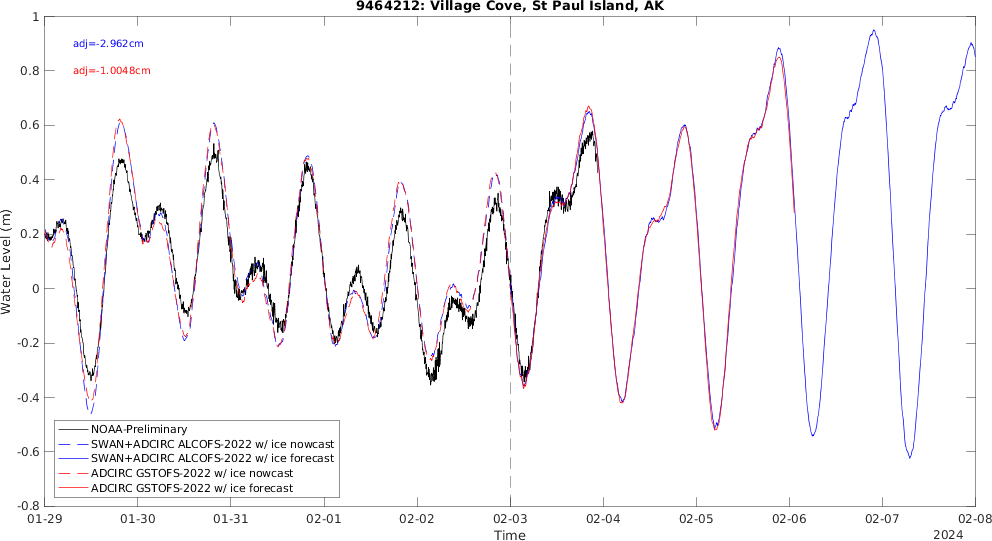 9464212: Village Cove, St Paul Island, AK
adj=-2.962cm
adj=-1.0048cm
Water Level (m)
1
0.8
0.6
0.4
0.2
0
-0.2
-0.4
-0.6
-0.8
NOAA-Preliminary
SWAN+ADCIRC ALCOFS-2022 w/ ice nowcast
SWAN+ADCIRC ALCOFS-2022 w/ ice forecast
ADCIRC GSTOFS-2022 w/ ice nowcast
ADCIRC GSTOFS-2022 w/ ice forecast
01-29 01-30 01-31 02-01 02-02 02-03 02-04 02-05 02-06 02-07 02-08
Time
2024